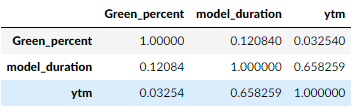 Green_percent model_duration ytm
Green_percent 1.00000 0.120840 0.032540
model_duration 0.12084 1.000000 0.658259
ytm 0.03254 0.658259 1.000000